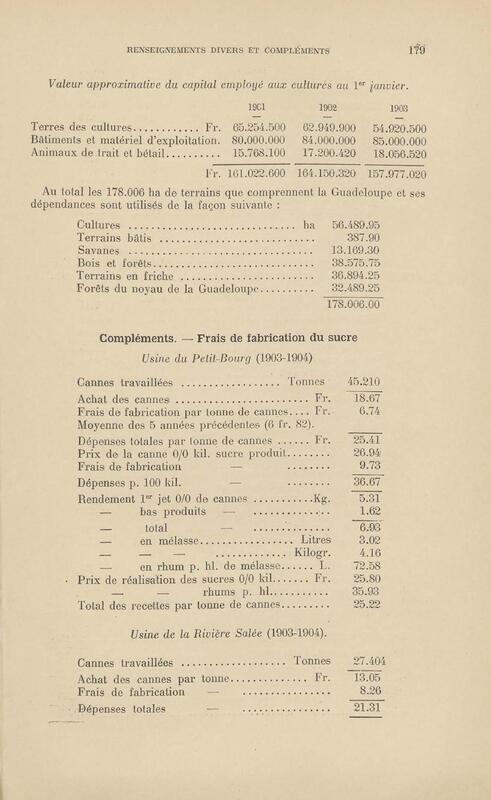 RENSEIGNEMENTS DIVERS ET COMPLÉMENTS 179
Valeur approximative du capital employé aux cultures au 1er janvier.
1901 1902 1903
Terres des cultures............ Fr. 65.254.500 62.949.900 54.920.500
Bâtiments et matériel d'exploitation. 80.000.000 84.000.000 85.000.000
Animaux de trait et bétail.......... 15.768.100 17.200.420 18.056.520
Fr. 161.022.600 164.150.320 157.977.020
Au total les 178.006 ha de terrains que comprennent la Guadeloupe et ses
dépendances sont utilisés de la façon suivante :
Cultures ............................ ha 56.489.95
Terrains bâtis .......................... 387.90
Savanes ............................... 13.169.30
Bois et forêts........................... 38.575.75
Terrains en friche ...................... 36.894.25
Forêts du noyau de la Guadeloupe......... 32.489.25
178.006.00
Compléments. — Frais de fabrication du sucre
Usine du Petit-Bourg (1903-1904)
Cannes travaillées ................. Tonnes 45.210
Achat des cannes ...................... Fr. 18.67
Frais de fabrication par tonne de cannes.... Fr. 6.74
Moyenne des 5 années précédentes (6 fr. 82).
Dépenses totales par tonne de cannes ...... Fr. 25.41
Prix de la canne 0/0 kil. sucre produit........ 26.94
Frais de fabrication — ........ 9.73
Dépenses p. 100 kil. — ........ 36.67
Rendement 1er jet 0/0 de cannes ..........Kg. 5.31
— bas produits — ............. 1.62
— total — ............. 6.93
— en mélasse................ Litres 3.02
— — — ............ Kilogr. 4.16
— en rhum p. hl. de mélasse...... L. 72.58
Prix de réalisation des sucres 0/0 kil....... Fr. 25.80
— — rhums p. hl.......... 35.93
Total des recettes par tonne de cannes........ 25.22
Usine de la Rivière Salée (1903-1904).
Cannes travaillées .................. Tonnes 27.404
Achat des cannes par tonne............. Fr. 13.05
Frais de fabrication — ............... 8.26
Dépenses totales — ............... 21.31